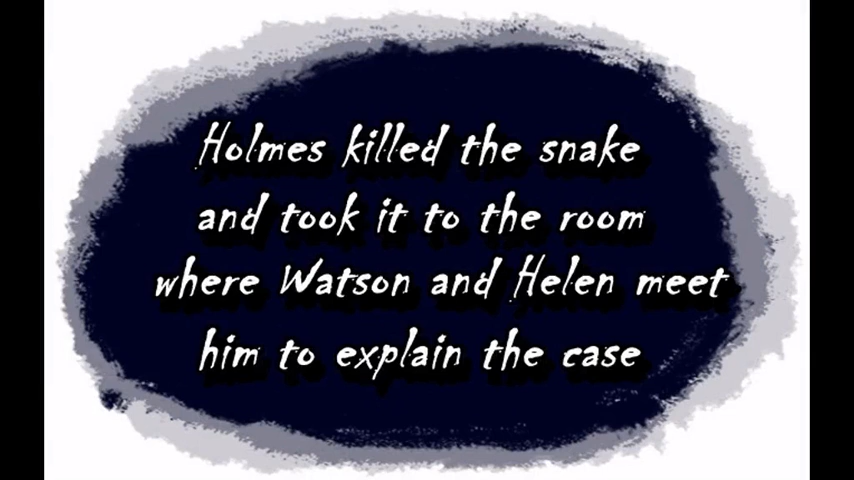 Holmes killed the snake
and took it to the room
where Watson and Helen meet
him to explain the case